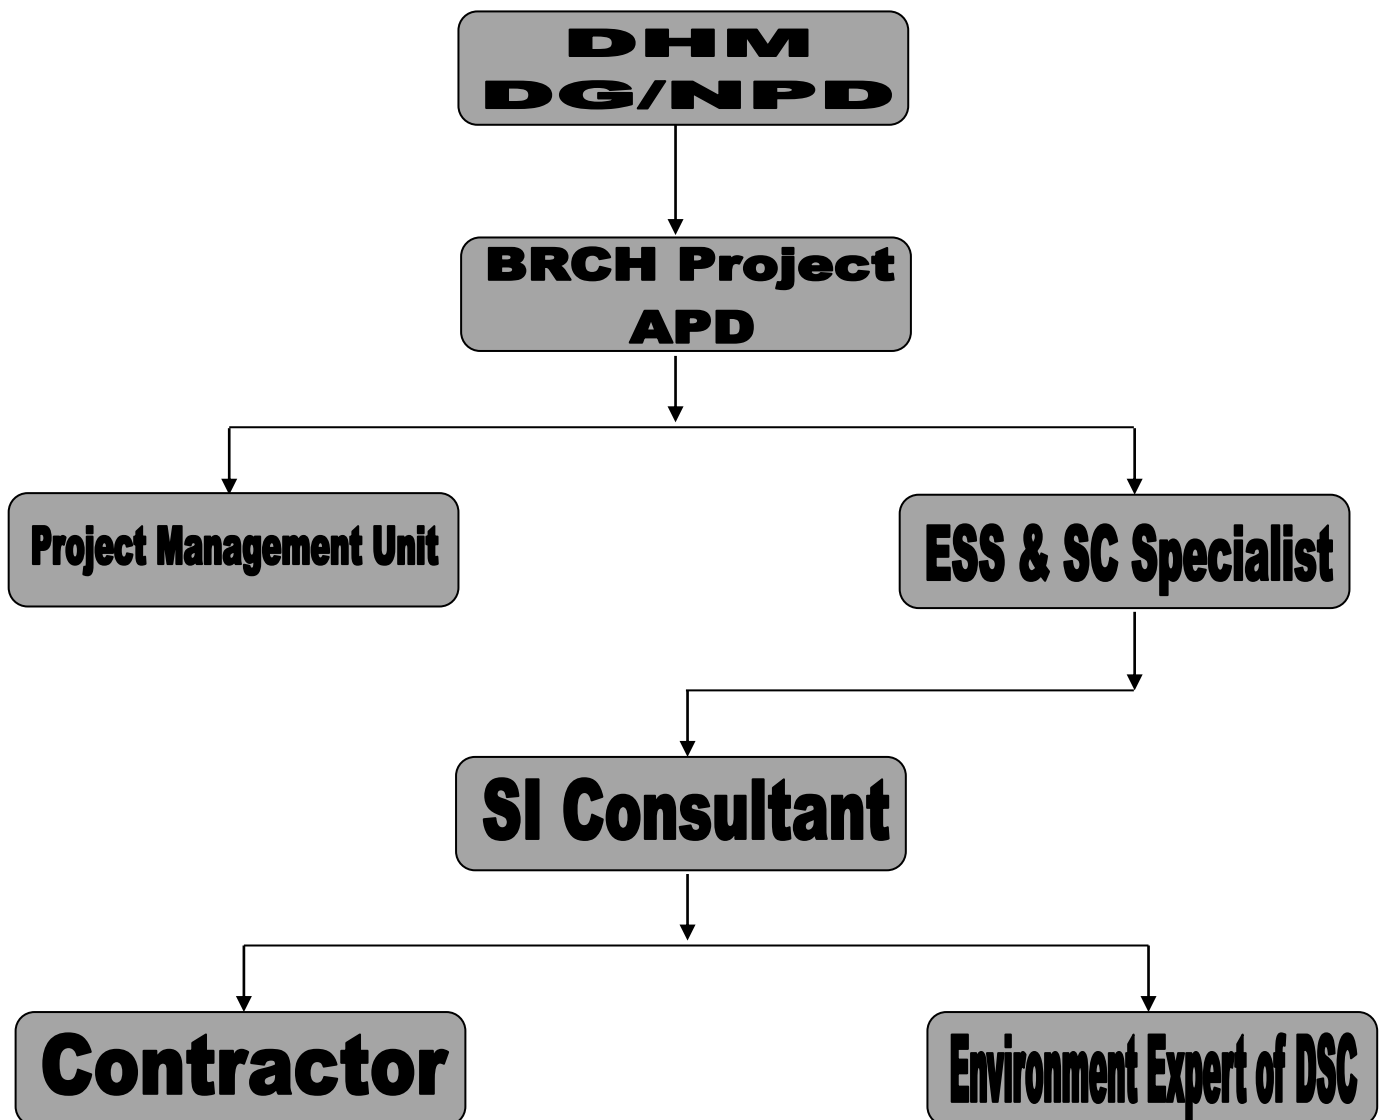 DHM
DG/NPD
BRCH Project
APD
Project Management Unit
ESS & SC Specialist
SI Consultant
Contractor
Environment Expert of DSC